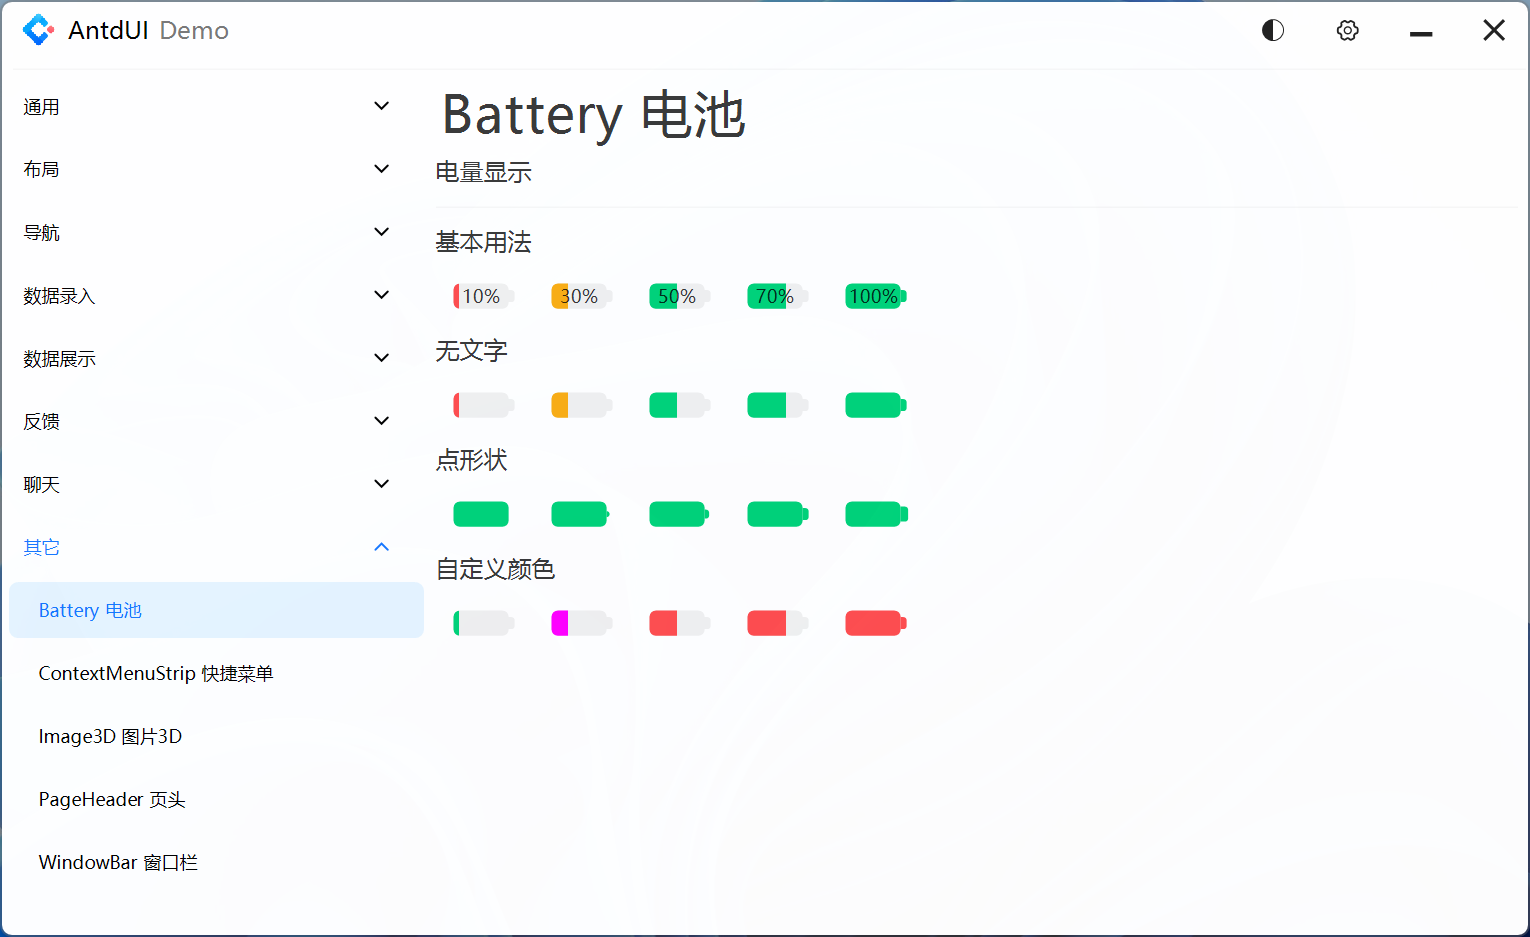 AntdUI Demo
通用
布局
导航
数据录入
数据展示
反馈
聊天
其它
Battery 电池
ContextMenuStrip 快捷菜单
Image3D 图片3D
PageHeader 页头
WindowBar 窗口栏
Battery 电池
电量显示
基本用法
10% 30% 50% 70% 100%
无文字
点形状
自定义颜色